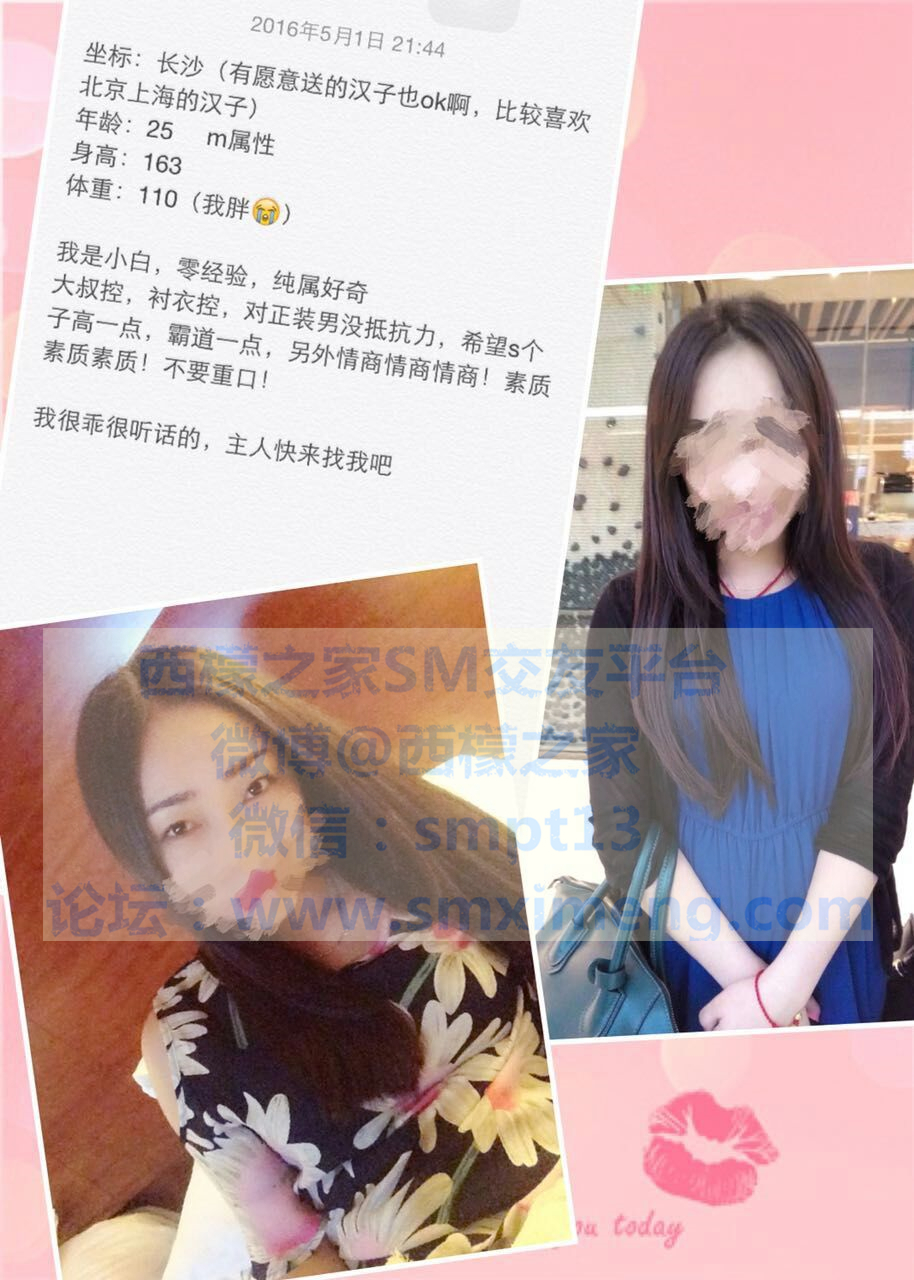 2016年5月1日 21:44
坐标：长沙（有愿意送的汉子也ok啊，比较喜欢
北京上海的汉子）
年龄：25 m属性
身高：163
体重：110（我胖😭）
我是小白，零经验，纯属好奇
大叔控，衬衣控，对正装男没抵抗力，希望s个
子高一点，霸道一点，另外情商情商情商！素质
素质素质！不要重口！
我很乖很听话的，主人快来找我吧
西檬之家SM交友平台
微博@西檬之家
微信：smpt13
论坛：www.smximeng.com
you today